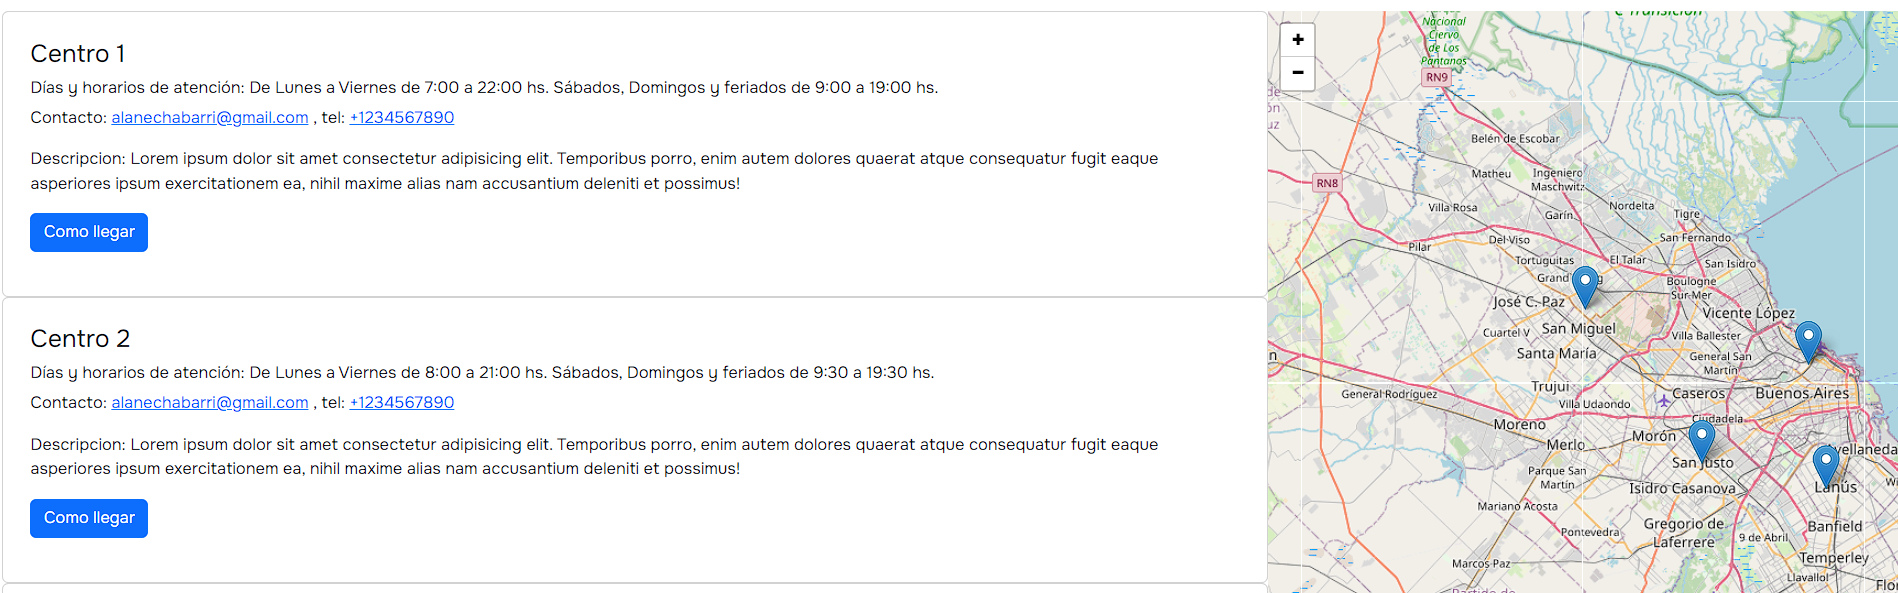 Centro 1
Días y horarios de atención: De Lunes a Viernes de 7:00 a 22:00 hs. Sábados, Domingos y feriados de 9:00 a 19:00 hs.
Contacto: alanechabarri@gmail.com , tel: +1234567890
Descripcion: Lorem ipsum dolor sit amet consectetur adipisicing elit. Temporibus porro, enim autem dolores quaerat atque consequatur fugit eaque
asperiores ipsum exercitationem ea, nihil maxime alias nam accusantium deleniti et possimus!
Como llegar
Centro 2
Días y horarios de atención: De Lunes a Viernes de 8:00 a 21:00 hs. Sábados, Domingos y feriados de 9:30 a 19:30 hs.
Contacto: alanechabarri@gmail.com , tel: +1234567890
Descripcion: Lorem ipsum dolor sit amet consectetur adipisicing elit. Temporibus porro, enim autem dolores quaerat atque consequatur fugit eaque
asperiores ipsum exercitationem ea, nihil maxime alias nam accusantium deleniti et possimus!
Como llegar
+
−
Nacional
Ciervo
de Los
Pantanos
RN9
Belén de Escobar
Matheu
Ingeniero
Maschwitz
RN8
Villa Rosa
Garín
Nordelta
Tigre
Pilar
Del Viso
San Fernando
Tortuguitas
El Talar
San Isidro
Boulogne
Sur Mer
José C. Paz
Vicente López
Cuartel V
San Miguel
Villa Ballester
Santa María
General San
Martín
Trujui
General Rodríguez
Villa Udaondo
Caseros
Buenos Aires
Ciudadela
Moreno
Morón
Merlo
San Justo
Parque San
Martín
Isidro Casanova
Lanús
Mariano Acosta
Gregorio de
Laferrere
Banfield
Pontevedra
9 de Abril
Temperley
Marcos Paz
Llavallol